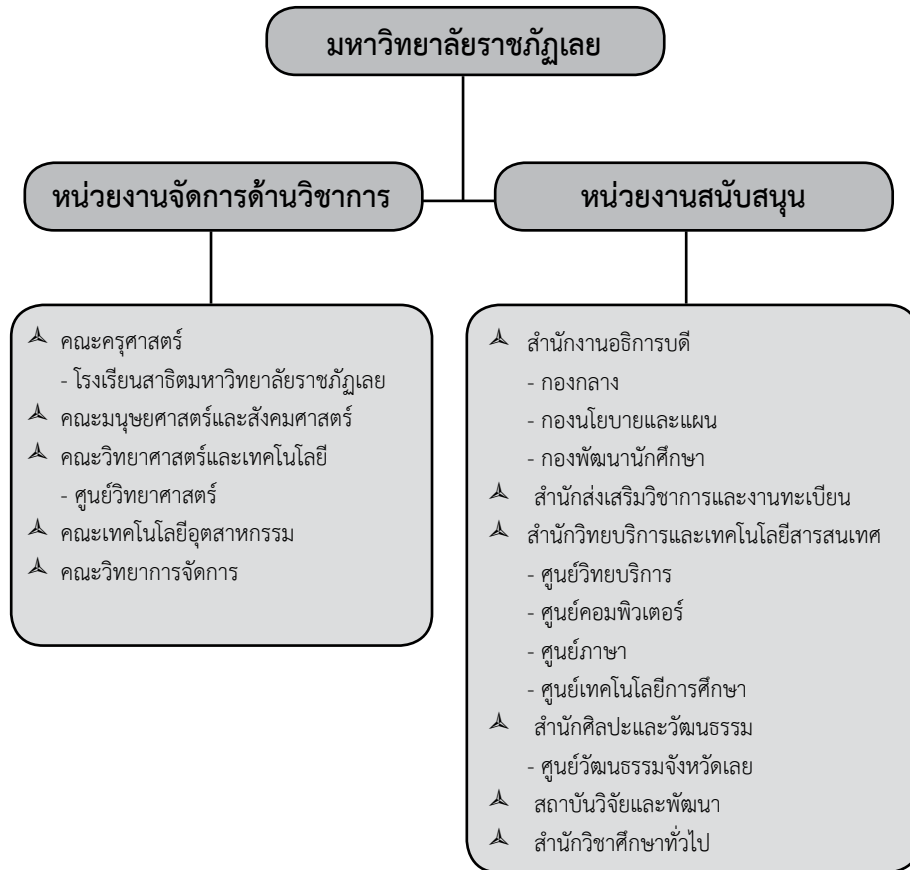 มหาวิทยาลัยราชภัฏเลย
หน่วยงานจัดการด้านวิชาการ
คณะครุศาสตร์
- โรงเรียนสาธิตมหาวิทยาลัยราชภัฏเลย
คณะมนุษยศาสตร์และสังคมศาสตร์
คณะวิทยาศาสตร์และเทคโนโลยี
- ศูนย์วิทยาศาสตร์
คณะเทคโนโลยีอุตสาหกรรม
คณะวิทยาการจัดการ
หน่วยงานสนับสนุน
สำนักงานอธิการบดี
- กองกลาง
- กองนโยบายและแผน
- กองพัฒนานักศึกษา
สำนักส่งเสริมวิชาการและงานทะเบียน
สำนักวิทยบริการและเทคโนโลยีสารสนเทศ
- ศูนย์วิทยบริการ
- ศูนย์คอมพิวเตอร์
- ศูนย์ภาษา
- ศูนย์เทคโนโลยีการศึกษา
สำนักศิลปะและวัฒนธรรม
- ศูนย์วัฒนธรรมจังหวัดเลย
สถาบันวิจัยและพัฒนา
สำนักวิชาศึกษาทั่วไป